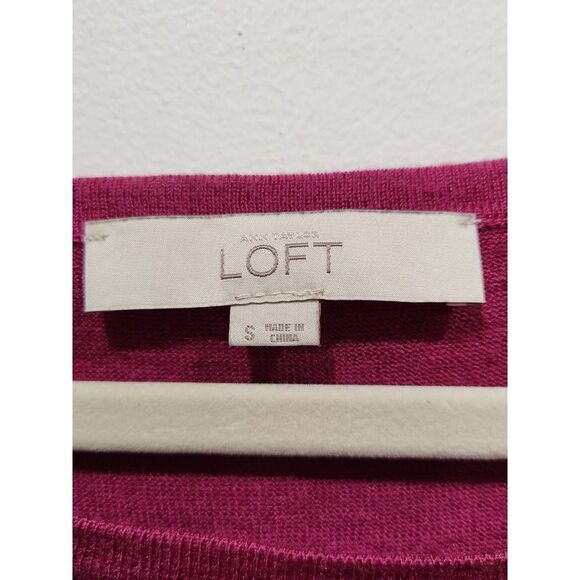 ANN TAYLOR
LOFT
S MADE IN
CHINA